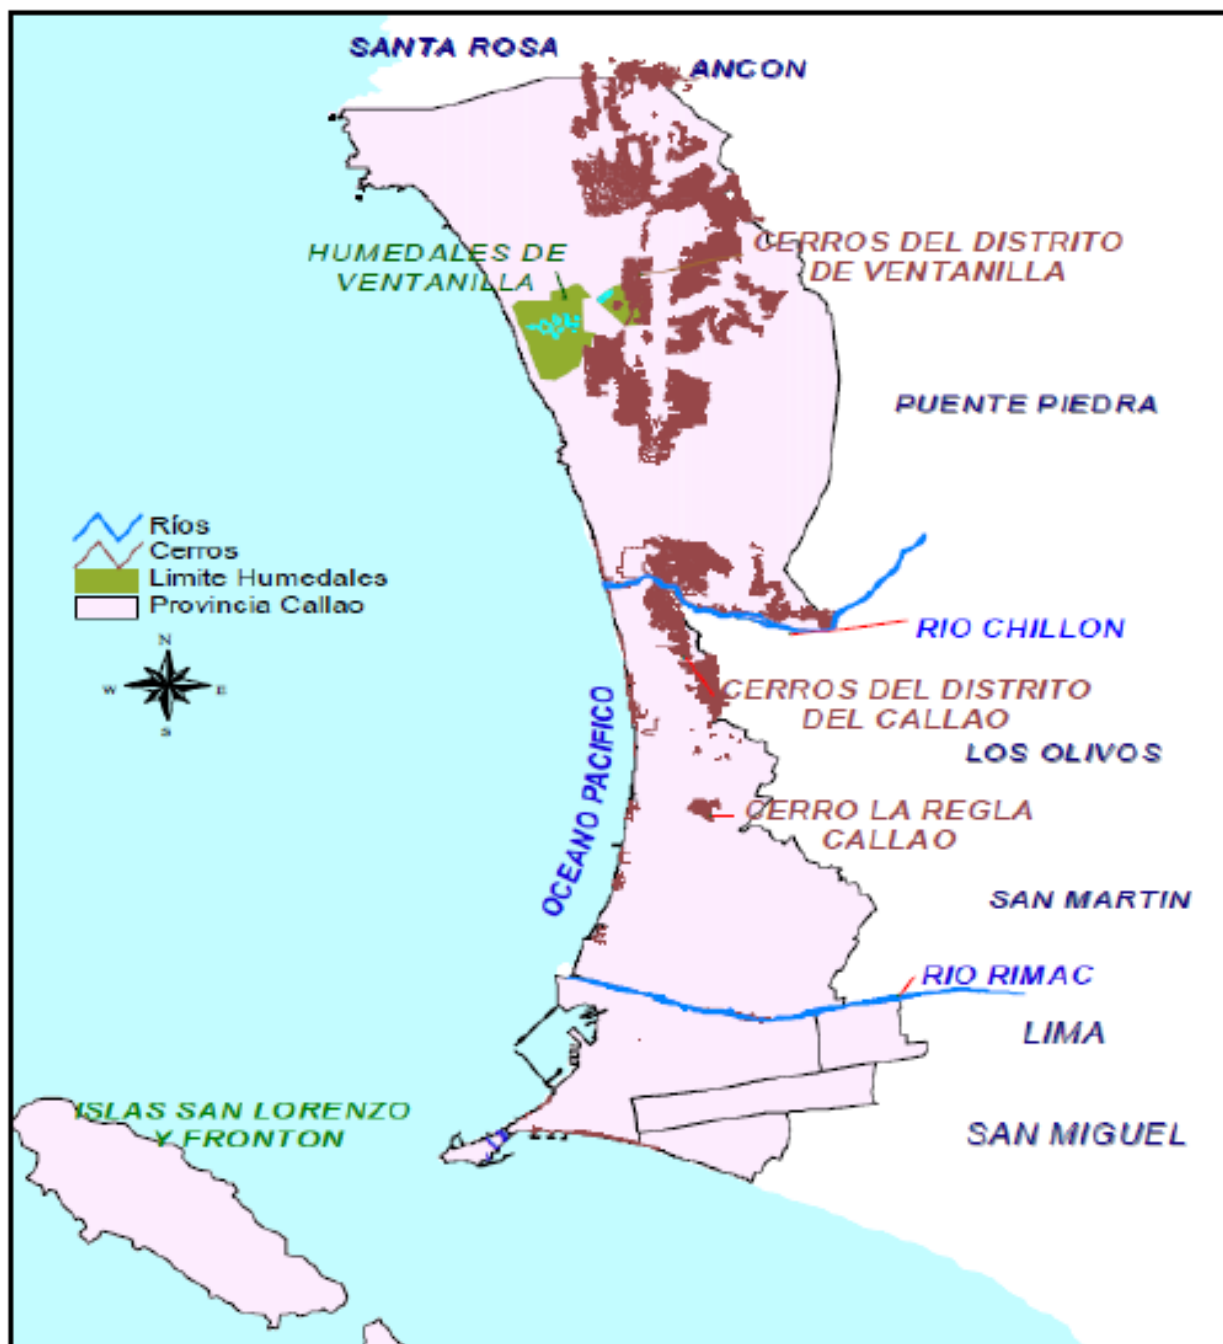 SANTA ROSA
ANCON
HUMEDALES DE
VENTANILLA
CERROS DEL DISTRITO
DE VENTANILLA
PUENTE PIEDRA
Ríos
Cerros
Limite Humedales
Provincia Callao
N
W
E
S
RIO CHILLON
CERROS DEL DISTRITO
DEL CALLAO
LOS OLIVOS
OCEANO PACIFICO
CERRO LA REGLA
CALLAO
SAN MARTIN
RIO RIMAC
LIMA
ISLAS SAN LORENZO
Y FRONTON
SAN MIGUEL